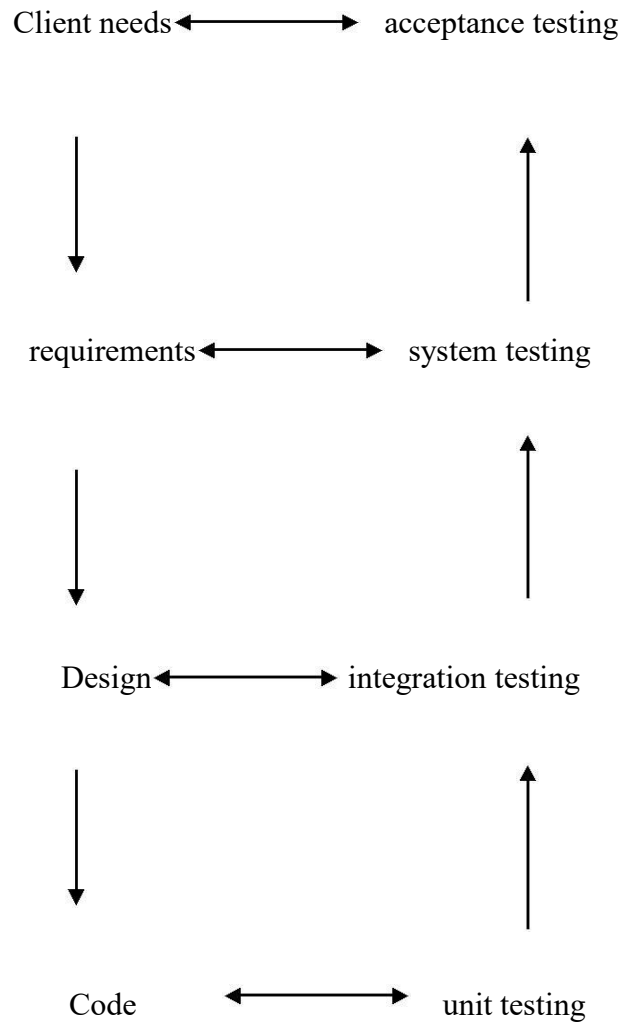 Client needs acceptance testing
requirements system testing
Design integration testing
Code unit testing